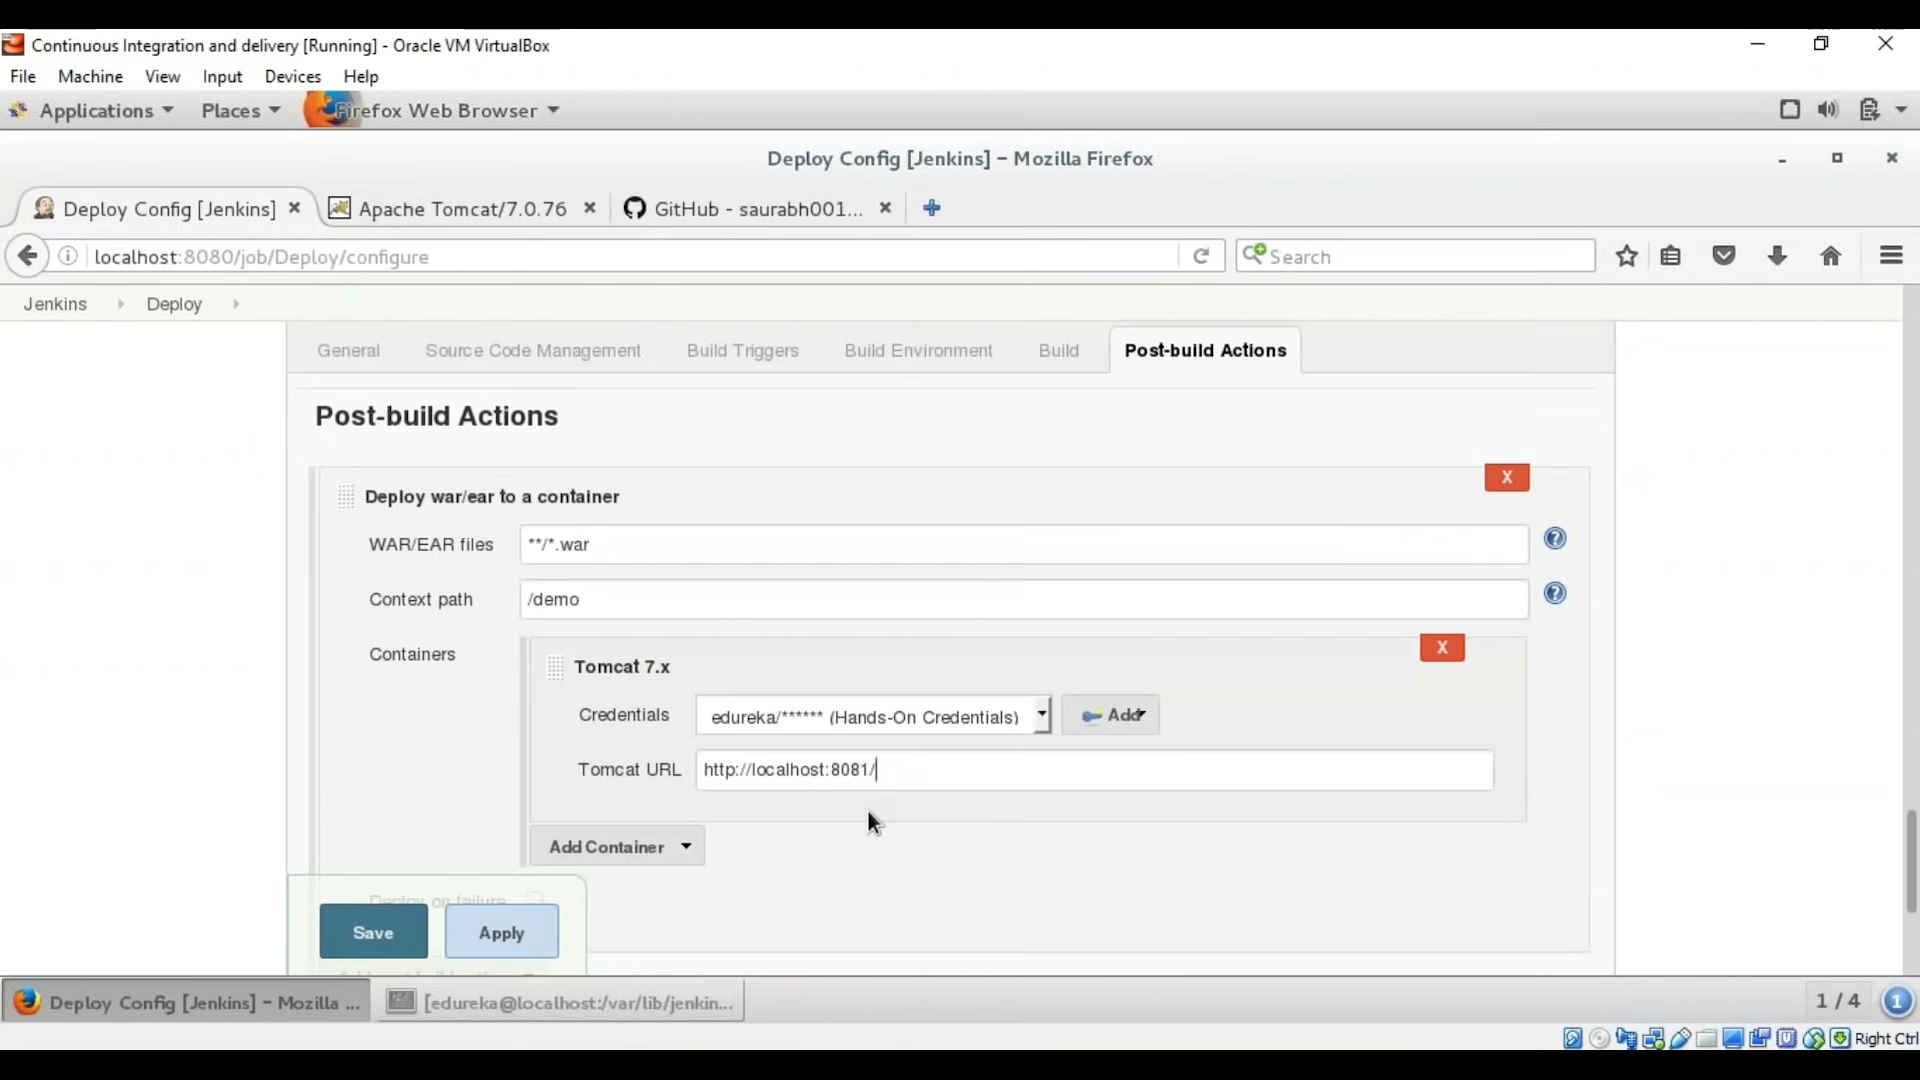 Continuous Integration and delivery [Running] - Oracle VM VirtualBox
File Machine View Input Devices Help
Applications Places Firefox Web Browser
Deploy Config [Jenkins] – Mozilla Firefox
Deploy Config [Jenkins] Apache Tomcat/7.0.76 GitHub - saurabh001...
localhost:8080/job/Deploy/configure Search
Jenkins Deploy
General Source Code Management Build Triggers Build Environment Build Post-build Actions
Post-build Actions
X
Deploy war/ear to a container
WAR/EAR files **/*.war
Context path /demo
Containers
X
Tomcat 7.x
Credentials edureka/****** (Hands-On Credentials) Add
Tomcat URL http://localhost:8081/
Add Container
Deploy on failure
Save Apply
Deploy Config [Jenkins] – Mozilla ... [edureka@localhost:/var/lib/jenkin... 1 / 4 1
Right Ctrl